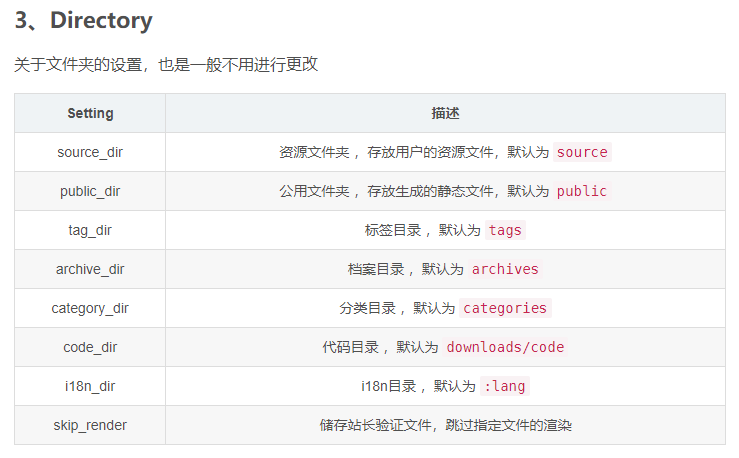 3、Directory
关于文件夹的设置，也是一般不用进行更改
Setting 描述
source_dir 资源文件夹 ，存放用户的资源文件，默认为 source
public_dir 公用文件夹 ，存放生成的静态文件，默认为 public
tag_dir 标签目录 ，默认为 tags
archive_dir 档案目录 ，默认为 archives
category_dir 分类目录 ，默认为 categories
code_dir 代码目录 ，默认为 downloads/code
i18n_dir i18n目录 ，默认为 :lang
skip_render 储存站长验证文件，跳过指定文件的渲染